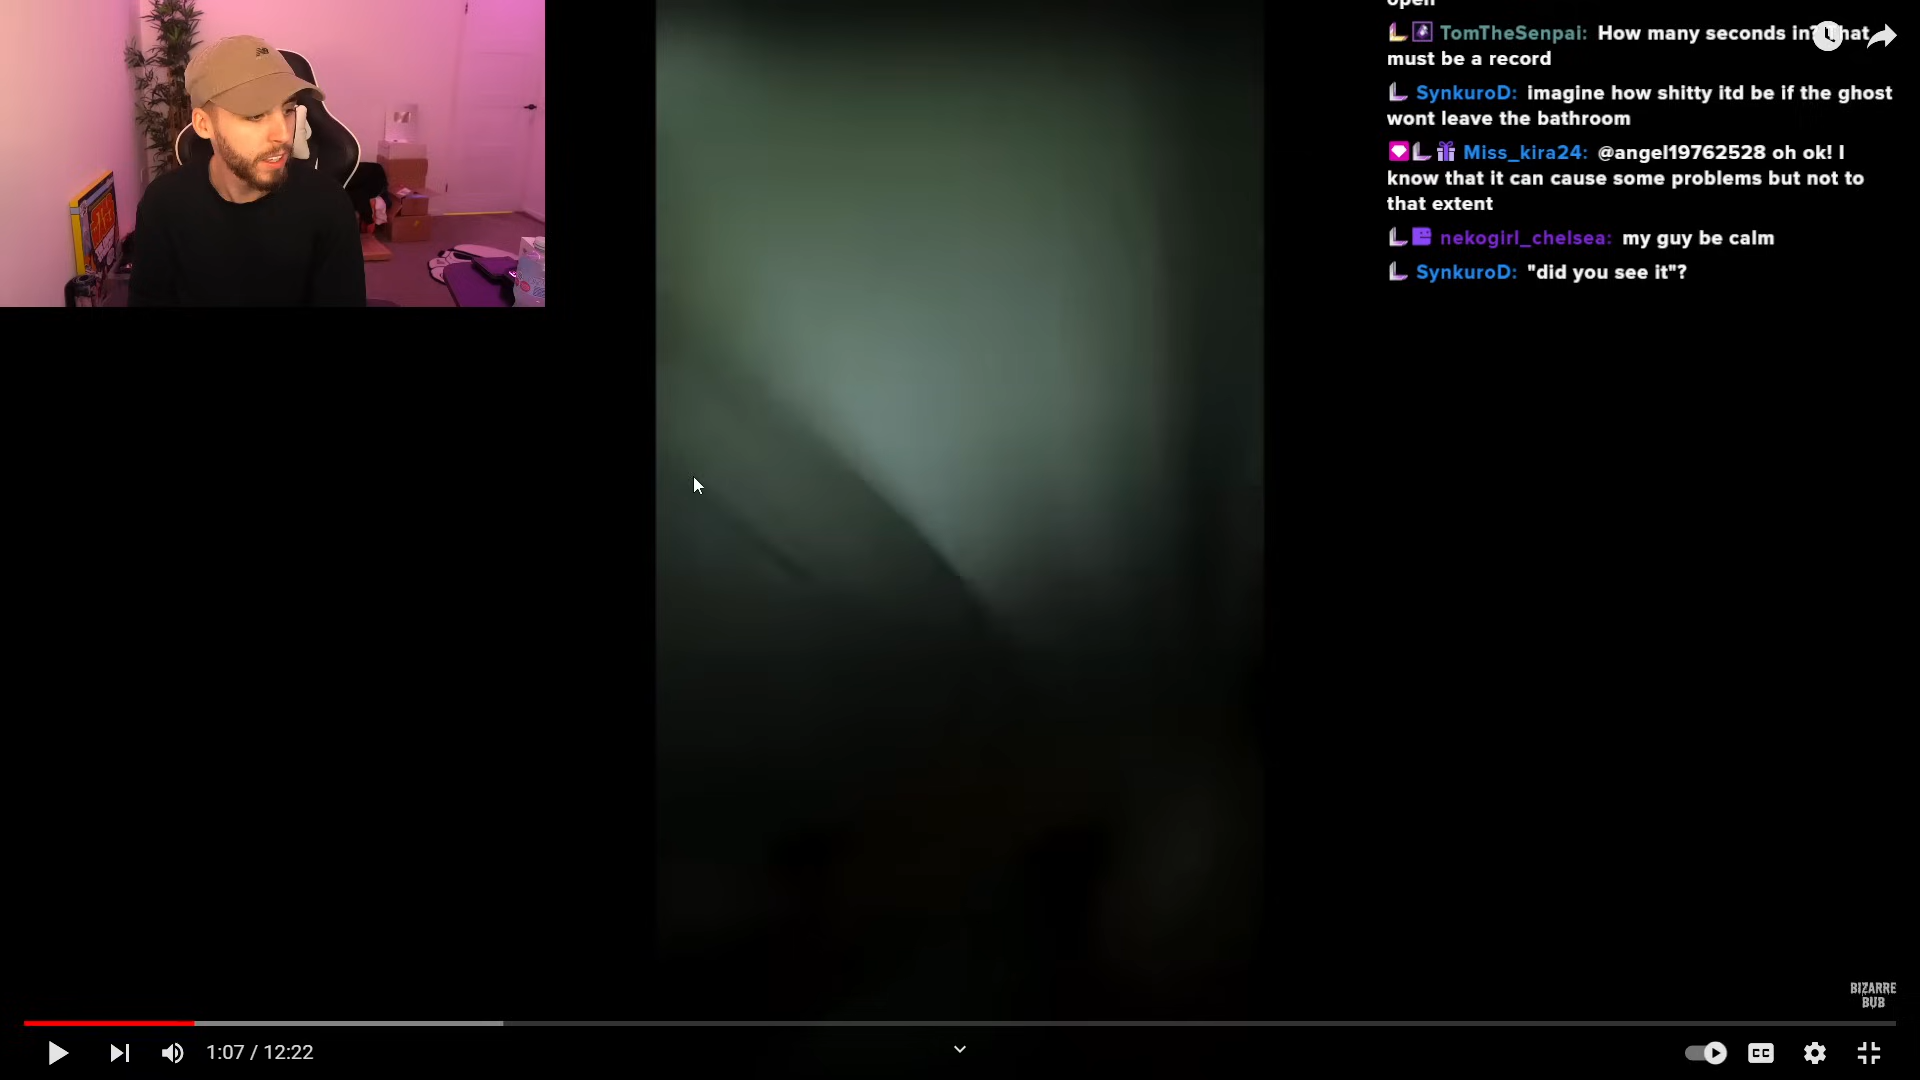 open
TomTheSenpai: How many seconds in? That
must be a record
SynkuroD: imagine how shitty itd be if the ghost
wont leave the bathroom
Miss_kira24: @angel19762528 oh ok! I
know that it can cause some problems but not to
that extent
nekogirl_chelsea: my guy be calm
SynkuroD: "did you see it"?
BIZARRE
BUB
1:07 / 12:22
CC